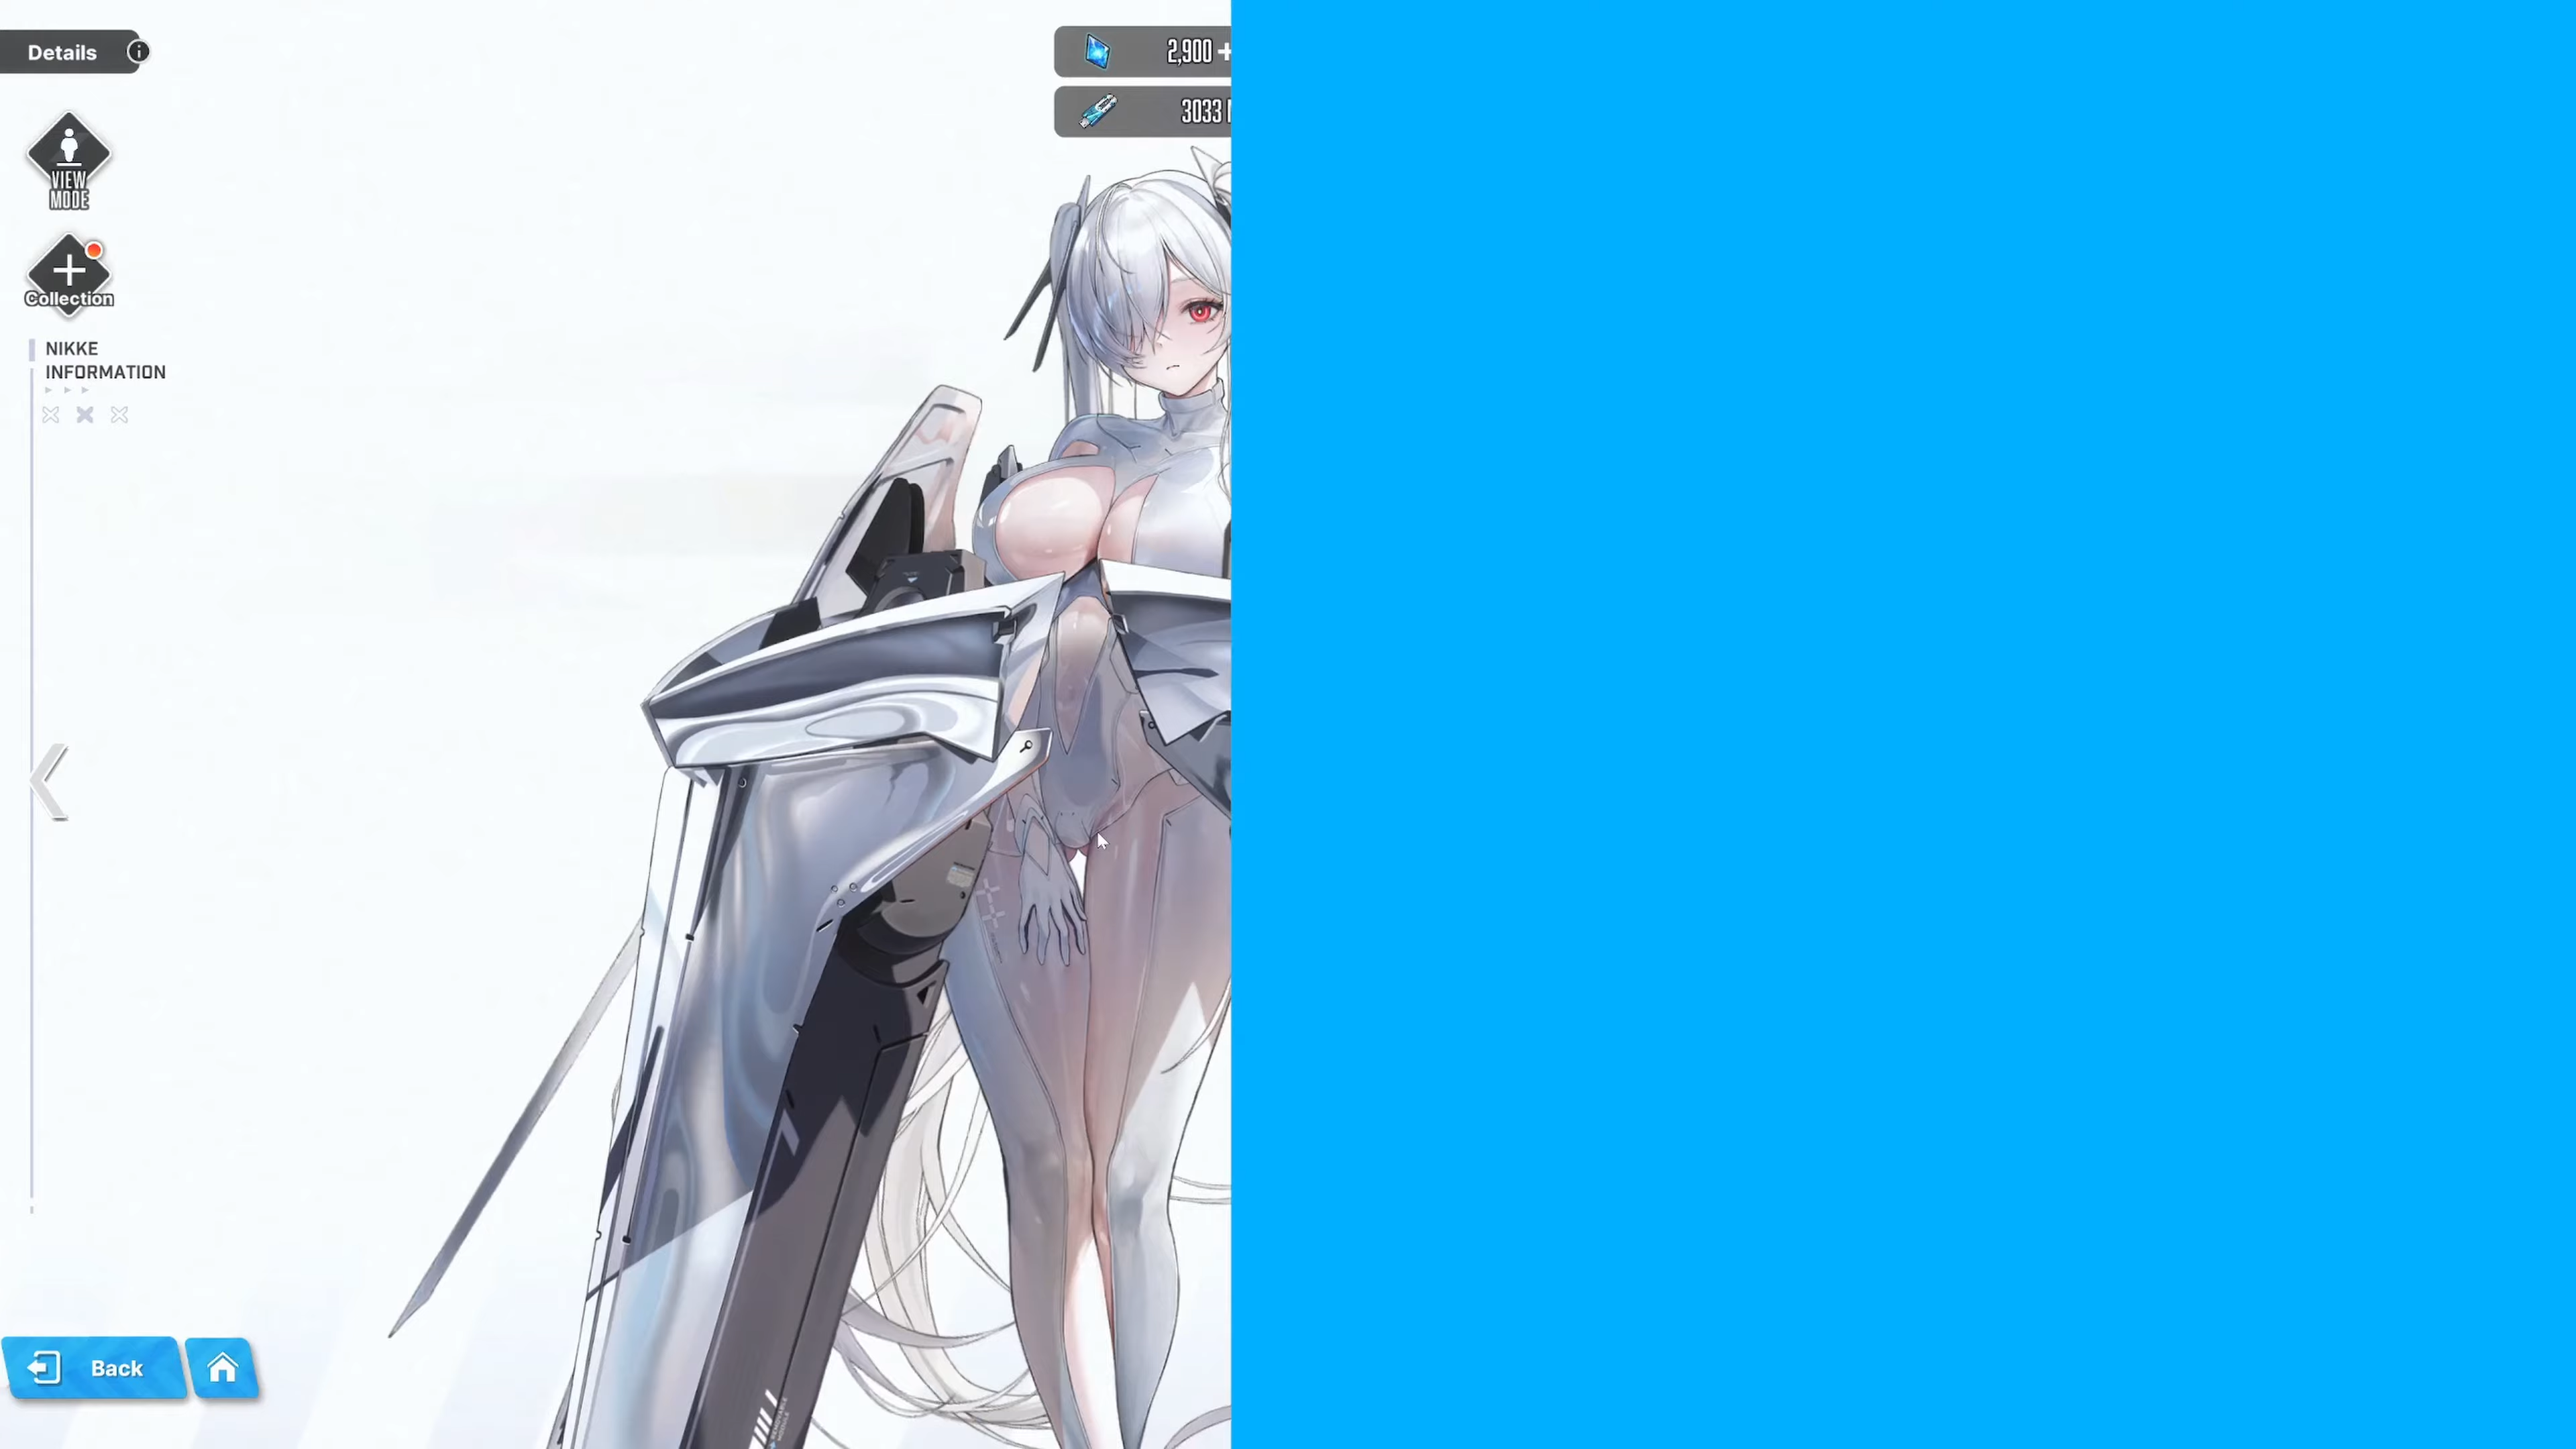 Details
2,900 +
3033
VIEW
MODE
Collection
NIKKE
INFORMATION
Back